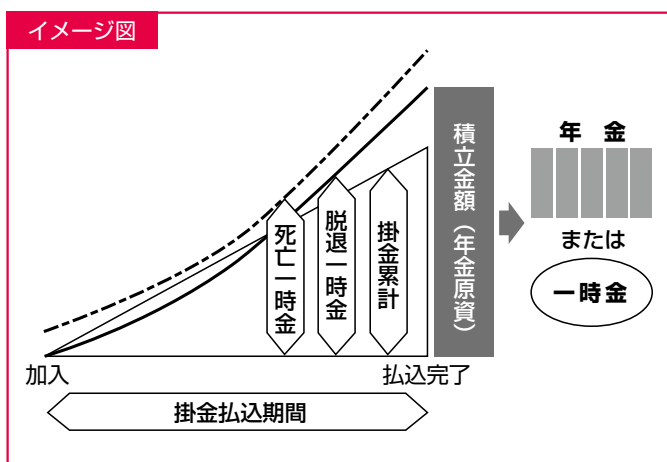 イメージ図
死亡一時金
脱退一時金
掛金累計
積立金額（年金原資）
年　金
または
一時金
加入
払込完了
掛金払込期間